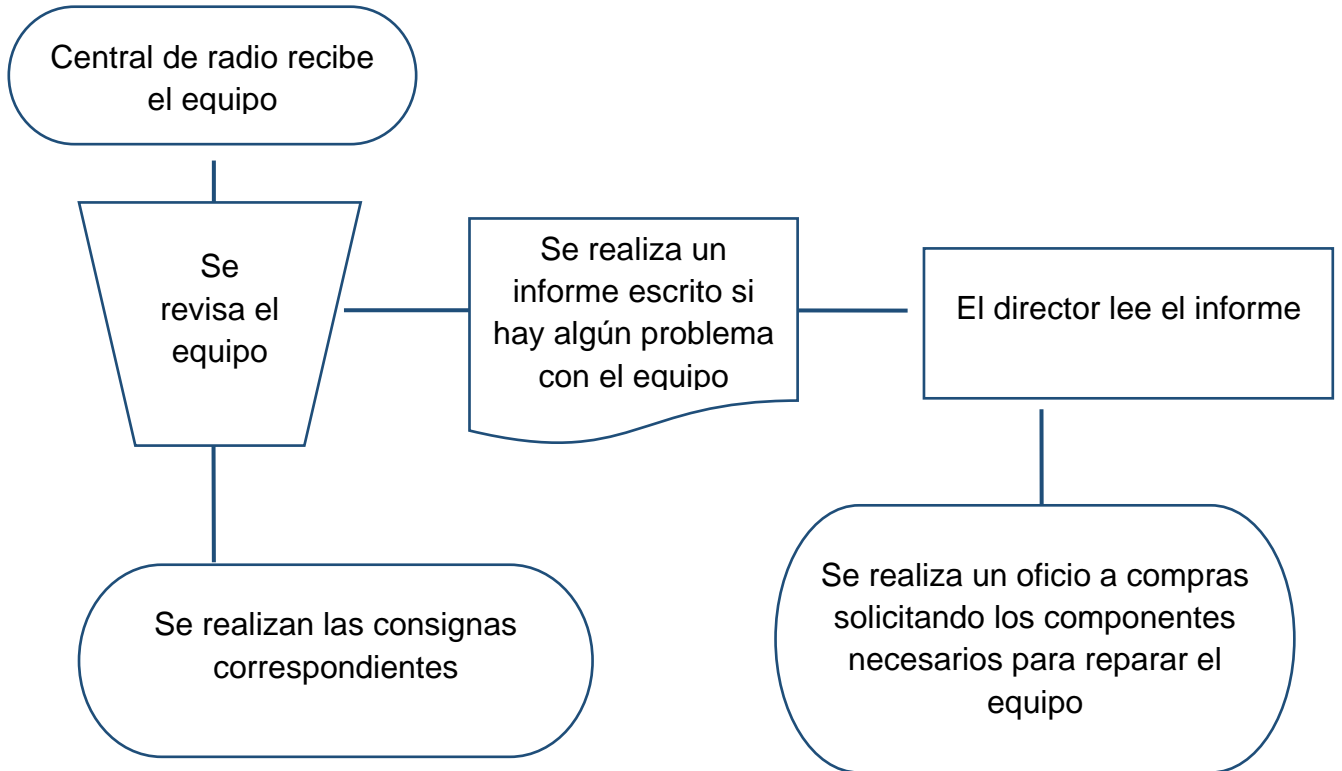 Central de radio recibe
el equipo
Se
revisa el
equipo
Se realiza un
informe escrito si
hay algún problema
con el equipo
El director lee el informe
Se realizan las consignas
correspondientes
Se realiza un oficio a compras
solicitando los componentes
necesarios para reparar el
equipo